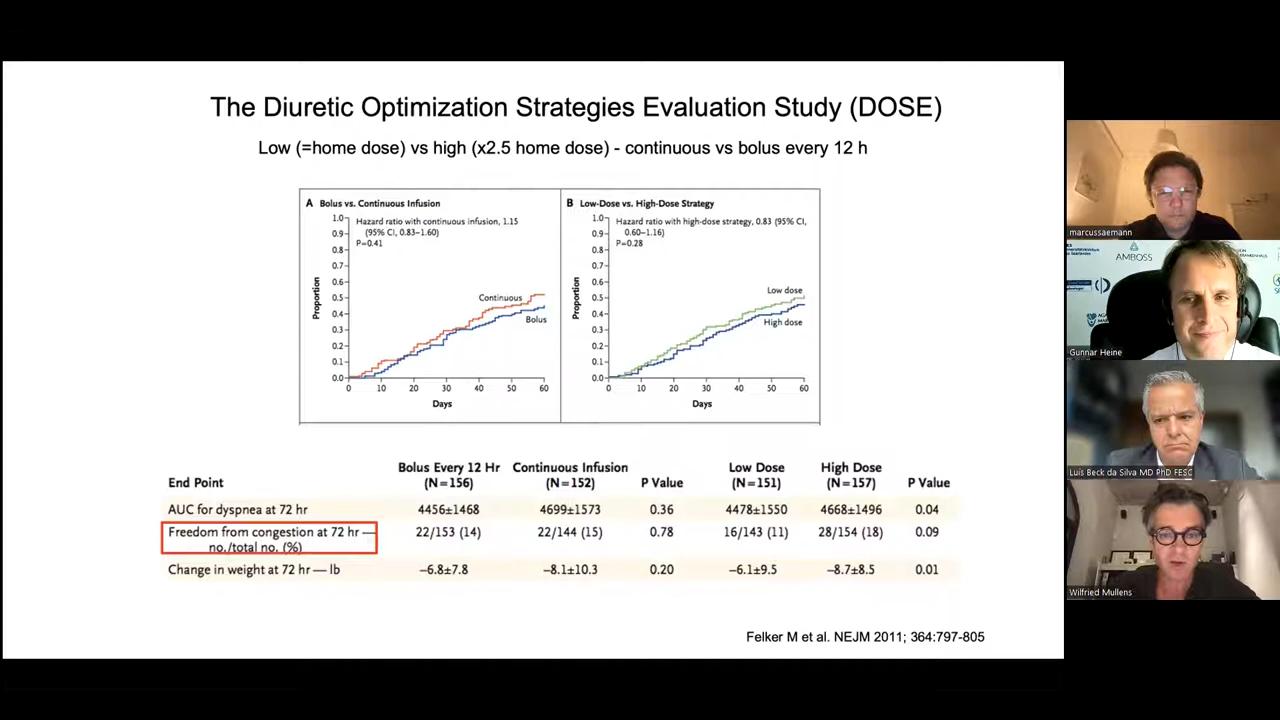 The Diuretic Optimization Strategies Evaluation Study (DOSE)
Low (=home dose) vs high (x2.5 home dose) - continuous vs bolus every 12 h
A Bolus vs. Continuous Infusion
Hazard ratio with continuous infusion, 1.15
(95% CI, 0.83–1.60)
P=0.41
Proportion
1.0
0.9
0.8
0.7
0.6
0.5
0.4
0.3
0.2
0.1
0.0
Continuous
Bolus
0 10 20 30 40 50 60
Days
B Low-Dose vs. High-Dose Strategy
Hazard ratio with high-dose strategy, 0.83 (95% CI,
0.60–1.16)
P=0.28
Proportion
1.0
0.9
0.8
0.7
0.6
0.5
0.4
0.3
0.2
0.1
0.0
Low dose
High dose
0 10 20 30 40 50 60
Days
End Point Bolus Every 12 Hr (N=156) Continuous Infusion (N=152) P Value Low Dose (N=151) High Dose (N=157) P Value
AUC for dyspnea at 72 hr 4456±1468 4699±1573 0.36 4478±1550 4668±1496 0.04
Freedom from congestion at 72 hr — 22/153 (14) 22/144 (15) 0.78 16/143 (11) 28/154 (18) 0.09
no./total no. (%)
Change in weight at 72 hr — lb −6.8±7.8 −8.1±10.3 0.20 −6.1±9.5 −8.7±8.5 0.01
Felker M et al. NEJM 2011; 364:797-805
marcussaemann
AMBOSS
Gunnar Heine
Luís Beck da Silva MD PhD FESC
Wilfried Mullens